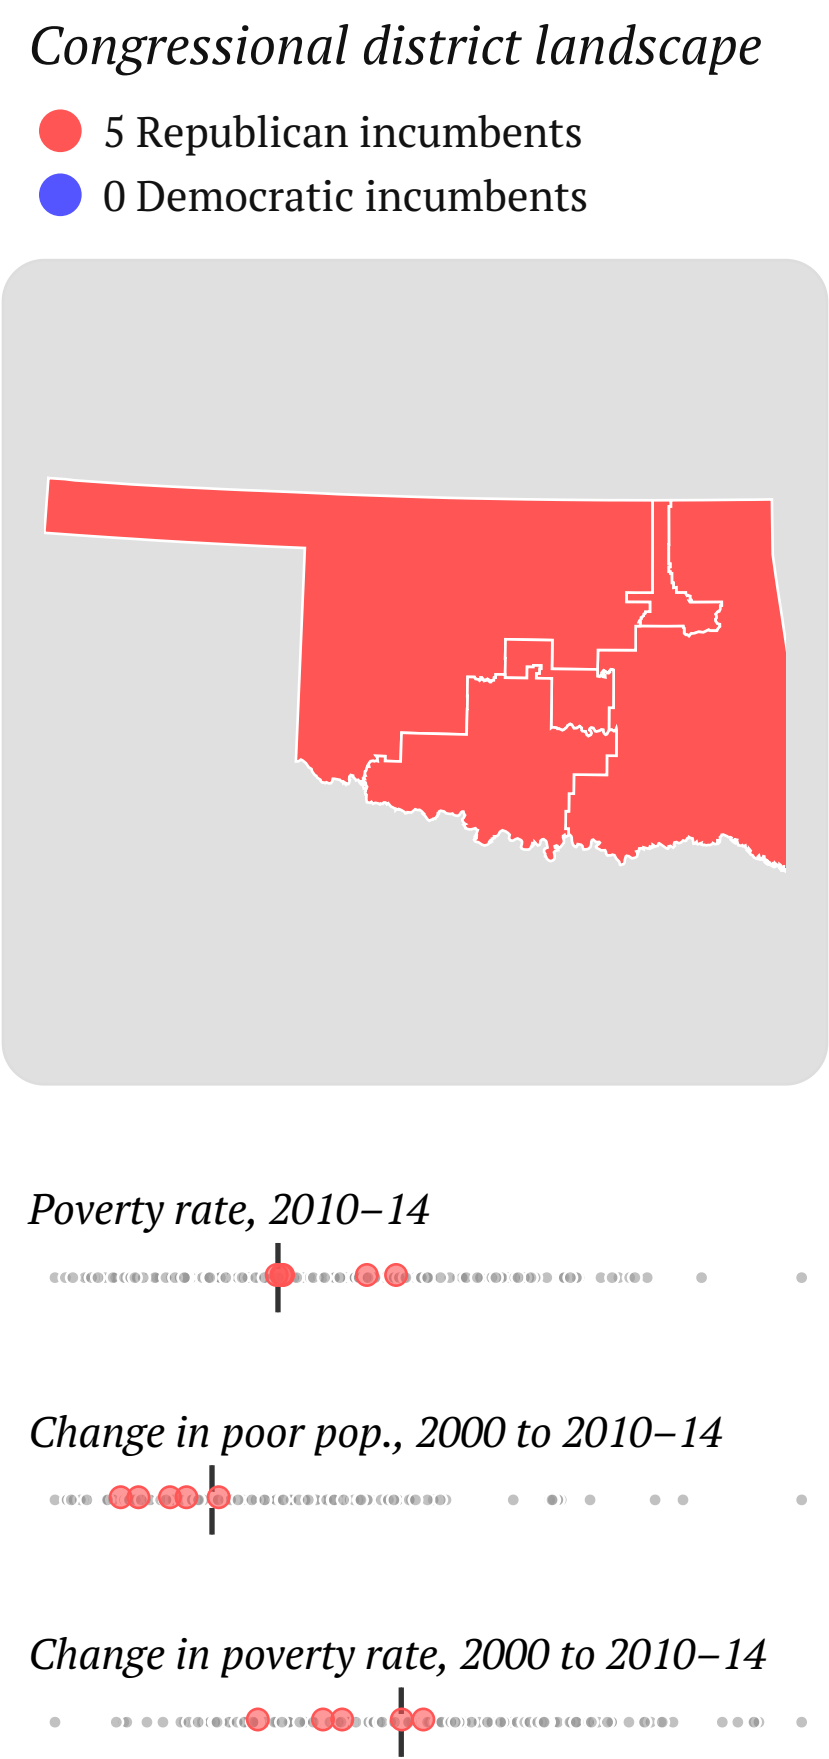 Congressional district landscape
5 Republican incumbents
0 Democratic incumbents
Poverty rate, 2010–14
Change in poor pop., 2000 to 2010–14
Change in poverty rate, 2000 to 2010–14